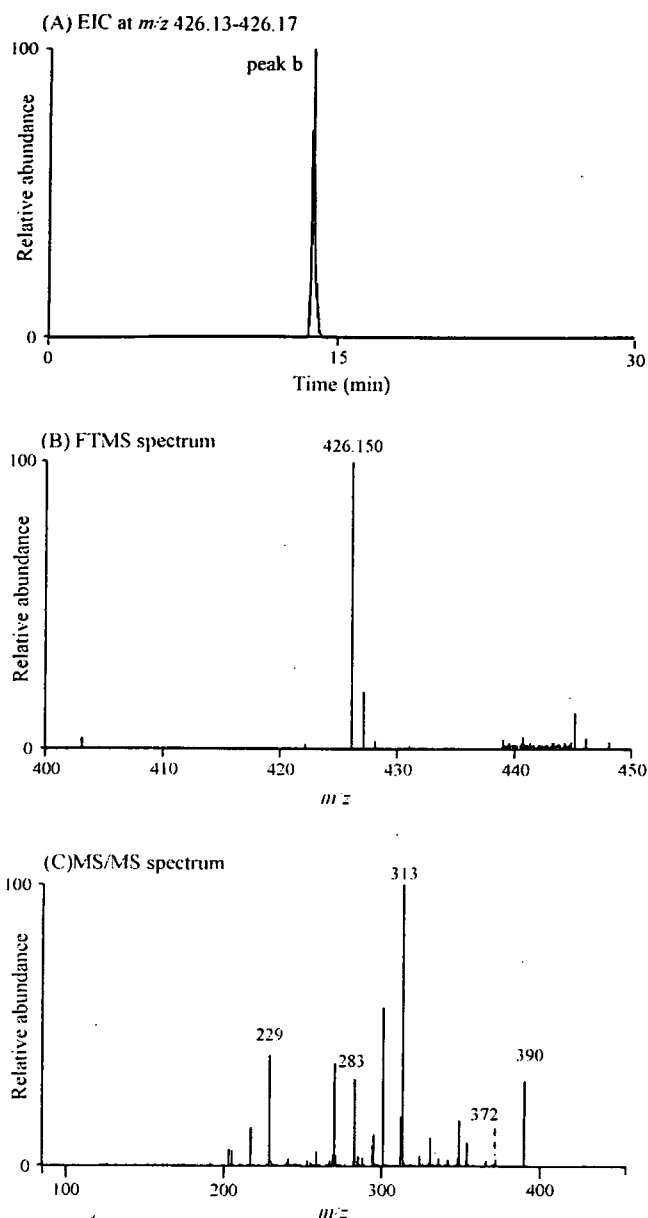 (A) EIC at m/z 426.13-426.17
100
peak b
Relative abundance
0
0
15
30
Time (min)
(B) FTMS spectrum
426.150
100
Relative abundance
0
400
410
420
430
440
450
m/z
(C)MS/MS spectrum
313
100
Relative abundance
229
283
372
390
0
100
200
300
400
m/z